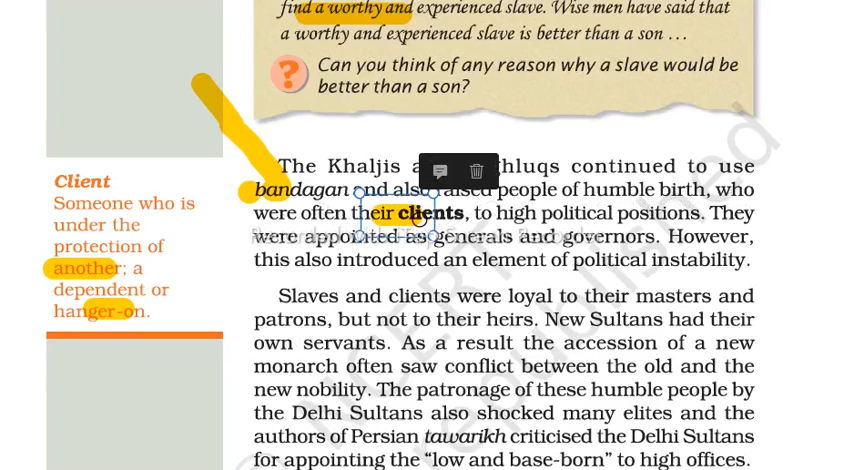 find a worthy and experienced slave. Wise men have said that
a worthy and experienced slave is better than a son ...
?
Can you think of any reason why a slave would be
better than a son?
Client
Someone who is
under the
protection of
another; a
dependent or
hanger-on.
The Khaljis a ghluqs continued to use
bandagan and also raised people of humble birth, who
were often their clients, to high political positions. They
were appointed as generals and governors. However,
this also introduced an element of political instability.
Slaves and clients were loyal to their masters and
patrons, but not to their heirs. New Sultans had their
own servants. As a result the accession of a new
monarch often saw conflict between the old and the
new nobility. The patronage of these humble people by
the Delhi Sultans also shocked many elites and the
authors of Persian tawarikh criticised the Delhi Sultans
for appointing the “low and base-born” to high offices.
NCERT
republished